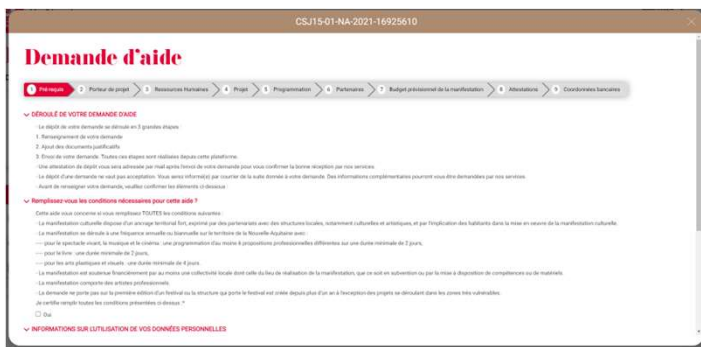 CSJ15-01-NA-2021-16925610
Demande d'aide
1 Pré-requis 2 Porteur de projet 3 Ressources Humaines 4 Projet 5 Programmation 6 Partenaires 7 Budget prévisionnel de la manifestation 8 Attestations 9 Coordonnées bancaires
DÉROULÉ DE VOTRE DEMANDE D'AIDE
- Le dépôt de votre demande se déroule en 3 grandes étapes :
1. Renseignement de votre demande
2. Ajout des documents justificatifs
3. Envoi de votre demande. Toutes ces étapes sont réalisées depuis cette plateforme.
- Une attestation de dépôt vous sera adressée par mail après l'envoi de votre demande pour vous confirmer la bonne réception par nos services.
- Le dépôt d'une demande ne vaut pas acceptation. Vous serez informé(e) par courrier de la suite donnée à votre demande. Des informations complémentaires pourront vous être demandées par nos services.
- Avant de renseigner votre demande, veuillez confirmer les éléments ci-dessous :
Remplissez-vous les conditions nécessaires pour cette aide ?
Cette aide vous concerne si vous remplissez TOUTES les conditions suivantes :
- La manifestation culturelle dispose d'un ancrage territorial fort, exprimé par des partenariats avec des structures locales, notamment culturelles et artistiques, et par l'implication des habitants dans la mise en oeuvre de la manifestation culturelle.
- La manifestation se déroule à une fréquence annuelle ou biannuelle sur le territoire de la Nouvelle-Aquitaine avec :
--- pour le spectacle vivant, la musique et le cinéma : une programmation d'au moins 4 propositions professionnelles différentes sur une durée minimale de 2 jours,
--- pour le livre : une durée minimale de 2 jours,
--- pour les arts plastiques et visuels : une durée minimale de 4 jours.
- La manifestation est soutenue financièrement par au moins une collectivité locale dont celle du lieu de réalisation de la manifestation, que ce soit en subvention ou par la mise à disposition de compétences ou de matériels.
- La manifestation comporte des artistes professionnels.
- La demande ne porte pas sur la première édition d'un festival ou la structure qui porte le festival est créée depuis plus d'un an à l'exception des projets se déroulant dans les zones très vulnérables.
Je certifie remplir toutes les conditions présentées ci-dessus. *
Oui
INFORMATIONS SUR L'UTILISATION DE VOS DONNÉES PERSONNELLES